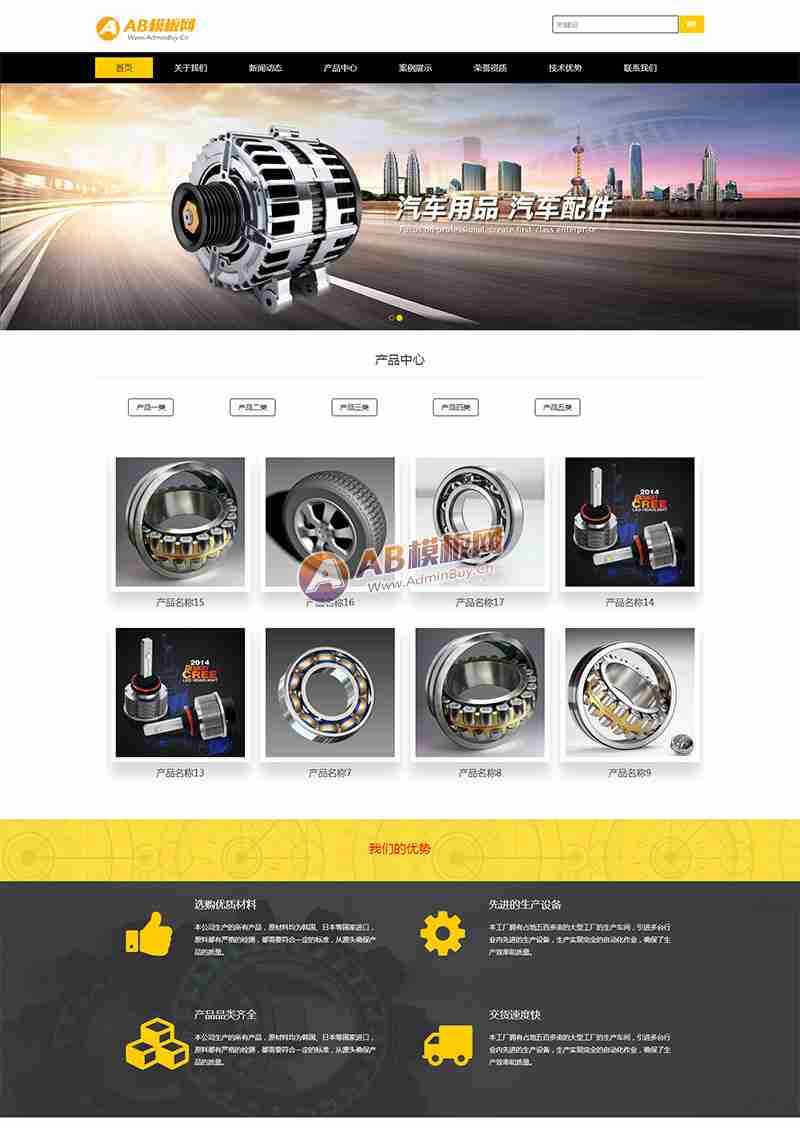 AB模板网
Www.AdminBuy.Cn
关键词
首页 关于我们 新闻动态 产品中心 案例展示 荣誉资质 技术优势 联系我们
汽车用品 汽车配件
Focus on professional, create first-class enterprise
产品中心
产品一类 产品二类 产品三类 产品四类 产品五类
2014
CREE
LED HEADLIGHT
AB模板网
Www.AdminBuy.Cn
产品名称15 产品名称16 产品名称17 产品名称14
2014
CREE
LED HEADLIGHT
产品名称13 产品名称7 产品名称8 产品名称9
我们的优势
选购优质材料
本公司生产的所有产品，原材料均为韩国、日本等国家进口，
原料都有严格的检测，都需要符合一定的标准，从源头确保产
品的质量。
先进的生产设备
本工厂拥有占地五百多亩的大型工厂的生产车间，引进多台行
业内先进的生产设备，生产实现完全的自动化作业，确保了生
产效率和质量。
产品品类齐全
本公司生产的所有产品，原材料均为韩国、日本等国家进口，
原料都有严格的检测，都需要符合一定的标准，从源头确保产
品的质量。
交货速度快
本工厂拥有占地五百多亩的大型工厂的生产车间，引进多台行
业内先进的生产设备，生产实现完全的自动化作业，确保了生
产效率和质量。